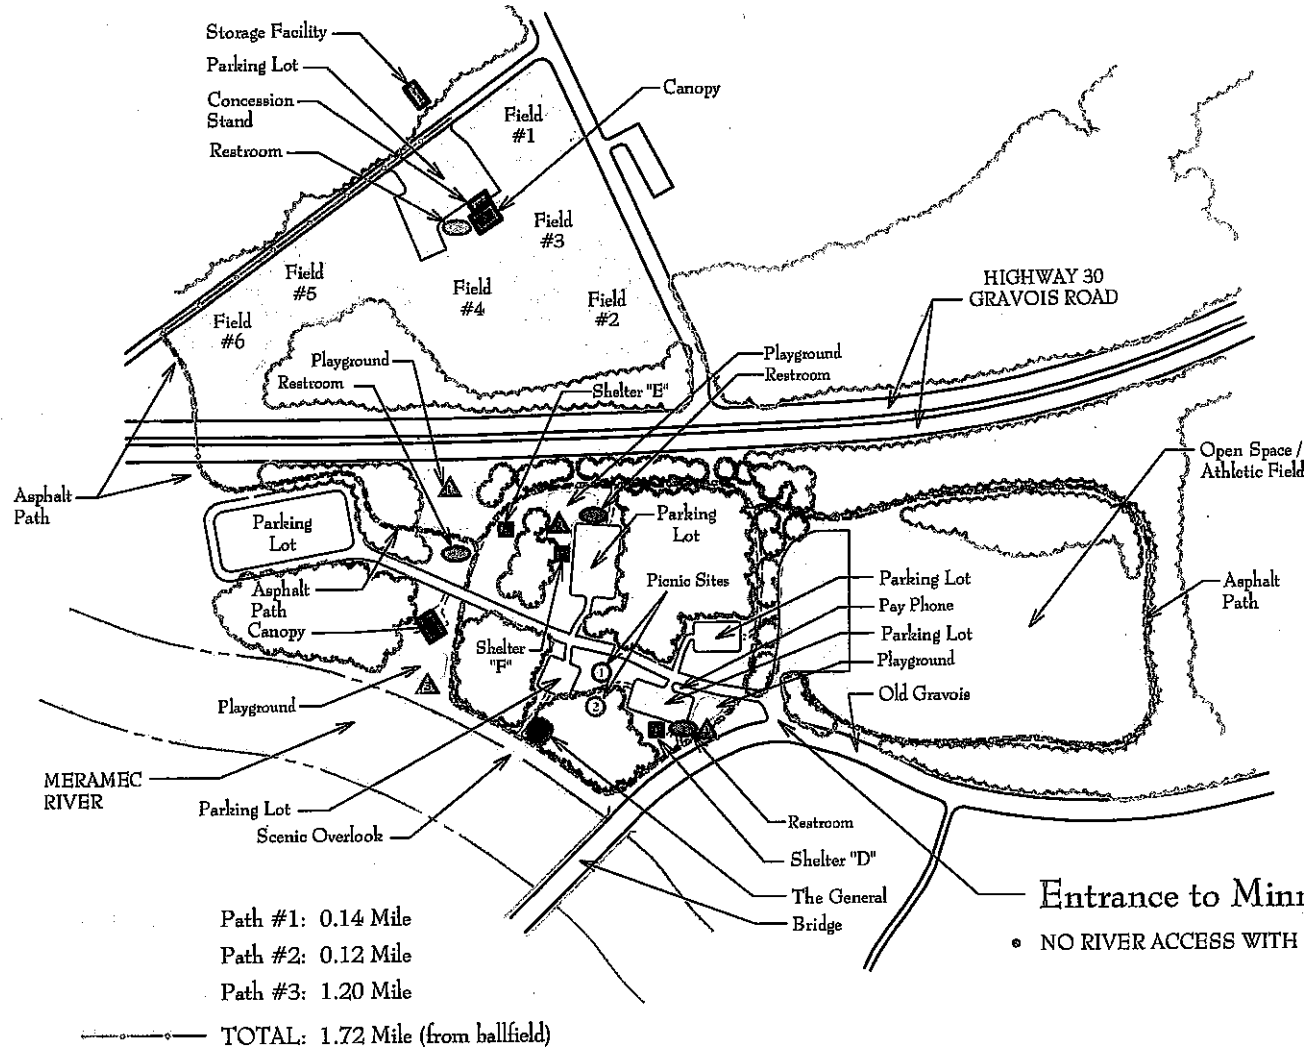 Storage Facility
Parking Lot
Concession
Stand
Restroom
Canopy
Field
#1
Field
#3
Field
#5
Field
#4
Field
#2
Field
#6
HIGHWAY 30
GRAVOIS ROAD
Playground
Restroom
Shelter "E"
Playground
Restroom
Open Space /
Athletic Field
Asphalt
Path
Parking
Lot
Parking
Lot
Asphalt
Path
Canopy
Picnic Sites
Parking Lot
Pay Phone
Parking Lot
Playground
Old Gravois
Asphalt
Path
Shelter
"F"
1
2
Playground
MERAMEC
RIVER
Parking Lot
Scenic Overlook
Restroom
Shelter "D"
The General
Bridge
Entrance to
NO RIVER ACCESS WITH
Path #1: 0.14 Mile
Path #2: 0.12 Mile
Path #3: 1.20 Mile
TOTAL: 1.72 Mile (from ballfield)